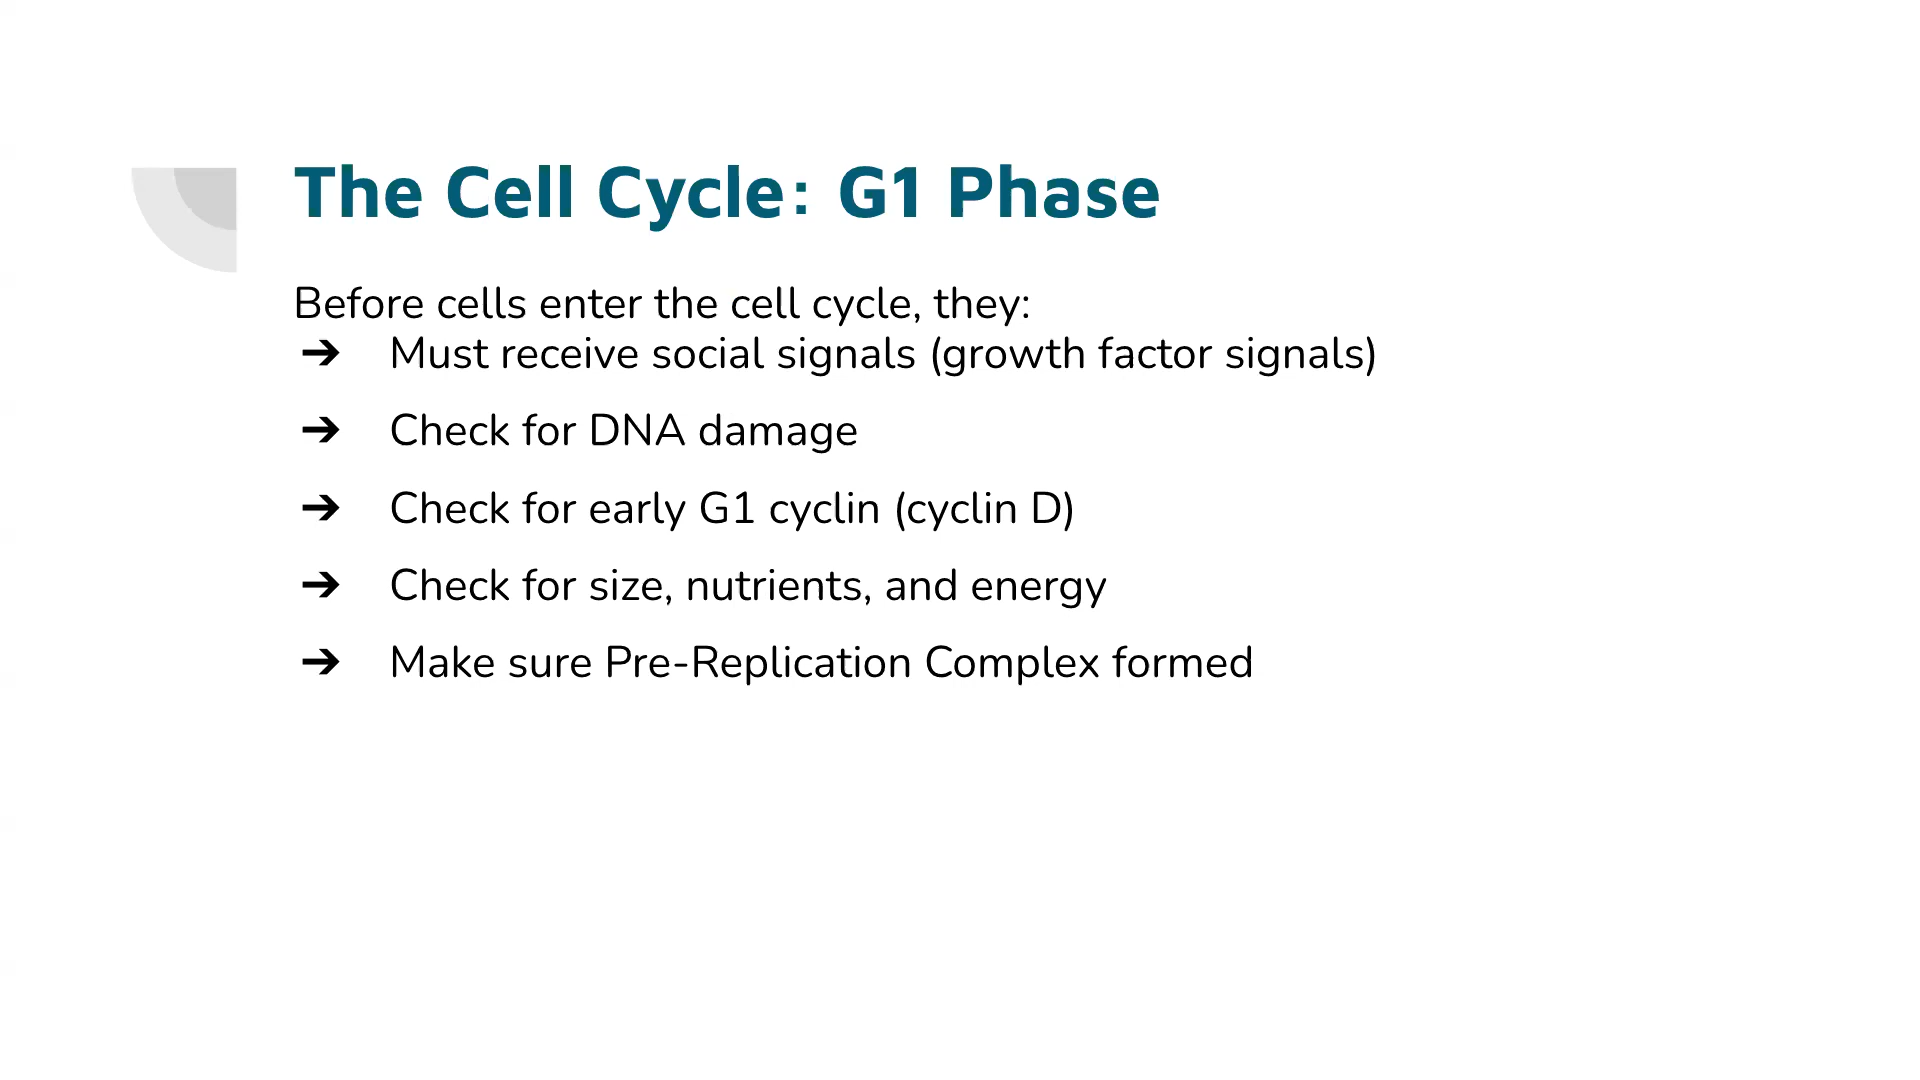 The Cell Cycle: G1 Phase
Before cells enter the cell cycle, they:
➔ Must receive social signals (growth factor signals)
➔ Check for DNA damage
➔ Check for early G1 cyclin (cyclin D)
➔ Check for size, nutrients, and energy
➔ Make sure Pre-Replication Complex formed